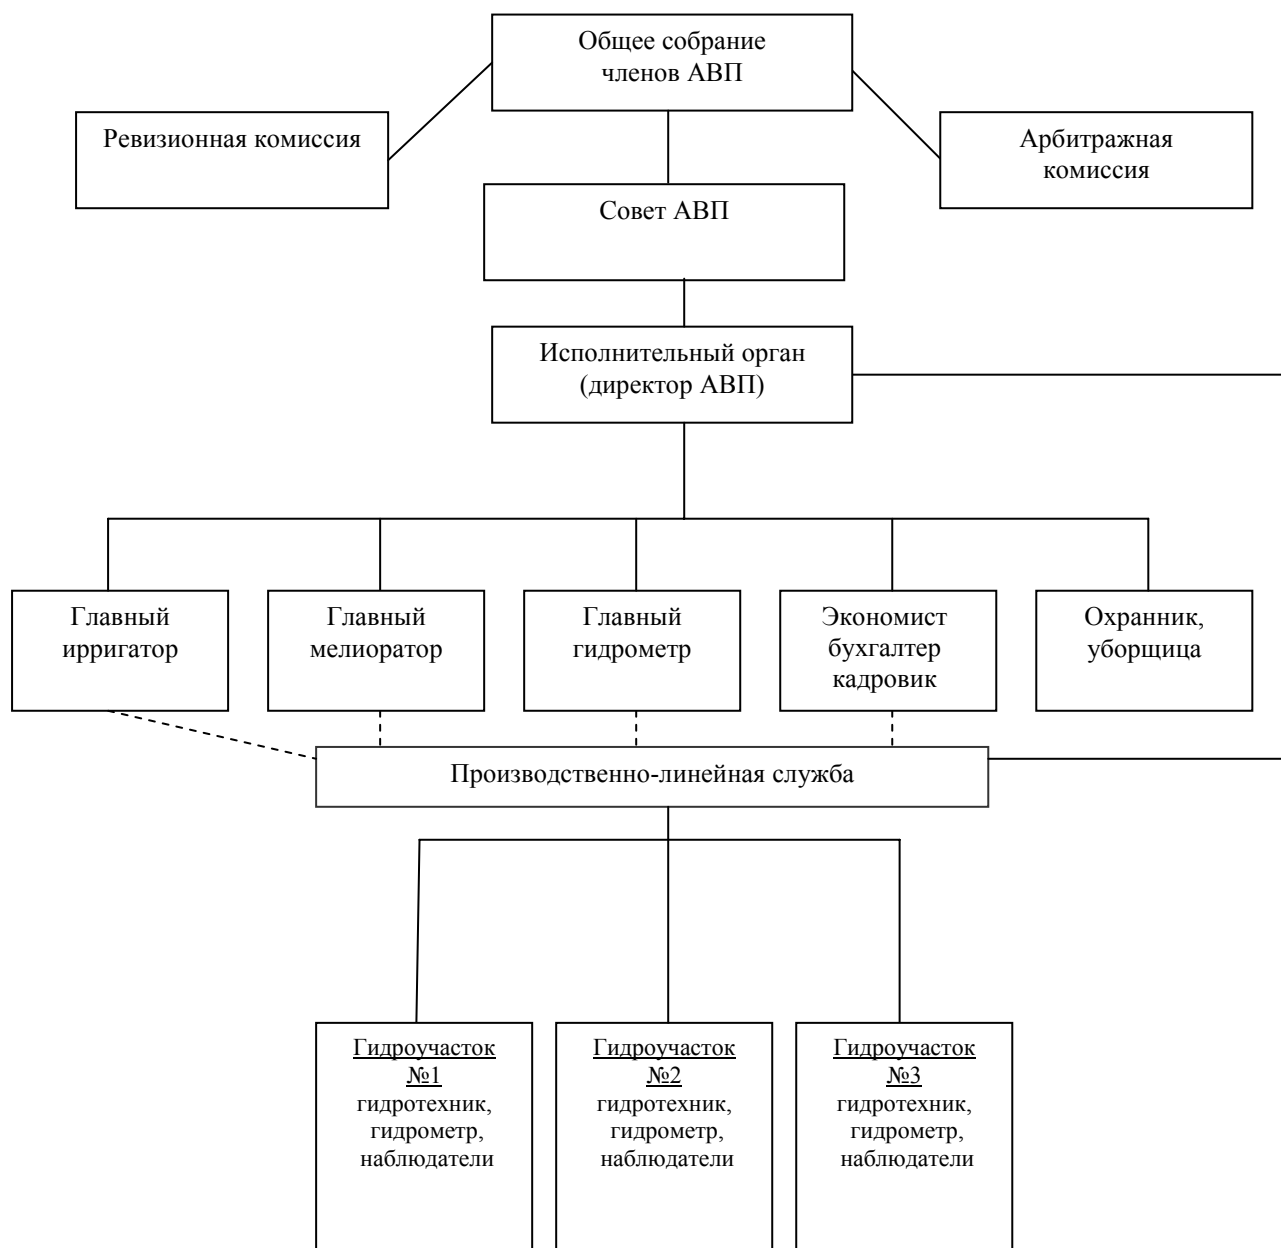 Общее собрание
членов АВП
Ревизионная комиссия
Арбитражная
комиссия
Совет АВП
Исполнительный орган
(директор АВП)
Главный
ирригатор
Главный
мелиоратор
Главный
гидрометр
Экономист
бухгалтер
кадровик
Охранник,
уборщица
Производственно-линейная служба
Гидроучасток
№1
гидротехник,
гидрометр,
наблюдатели
Гидроучасток
№2
гидротехник,
гидрометр,
наблюдатели
Гидроучасток
№3
гидротехник,
гидрометр,
наблюдатели